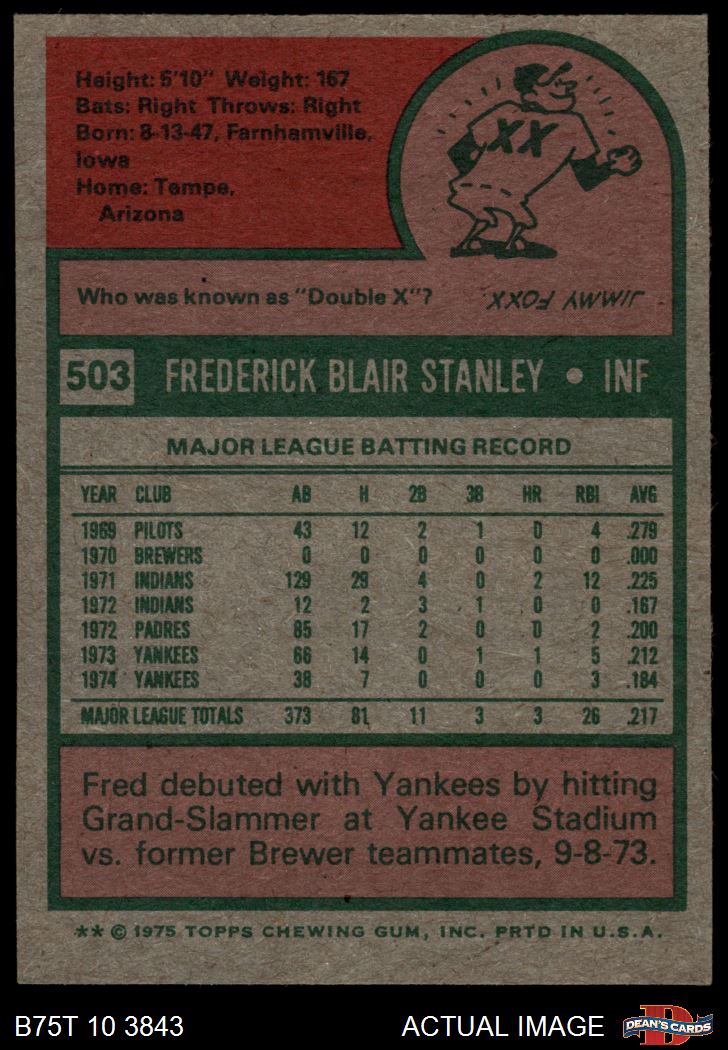 Height: 5'10" Weight: 167
Bats: Right Throws: Right
Born: 8-13-47, Farnhamville,
Iowa
Home: Tempe,
Arizona
XX
Who was known as "Double X"?
JIMMY FOXX.
503 FREDERICK BLAIR STANLEY • INF
MAJOR LEAGUE BATTING RECORD
YEAR CLUB AB H 2B 3B HR RBI AVG
1969 PILOTS 43 12 2 1 0 4 .279
1970 BREWERS 0 0 0 0 0 0 .000
1971 INDIANS 129 29 4 0 2 12 .225
1972 INDIANS 12 2 3 1 0 0 .167
1972 PADRES 85 17 2 0 0 2 .200
1973 YANKEES 66 14 0 1 1 5 .212
1974 YANKEES 38 7 0 0 0 3 .184
MAJOR LEAGUE TOTALS 373 81 11 3 3 26 .217
Fred debuted with Yankees by hitting
Grand-Slammer at Yankee Stadium
vs. former Brewer teammates, 9-8-73.
** © 1975 TOPPS CHEWING GUM, INC. PRTD IN U.S.A.
B75T 10 3843 ACTUAL IMAGE
D
DEAN'S CARDS